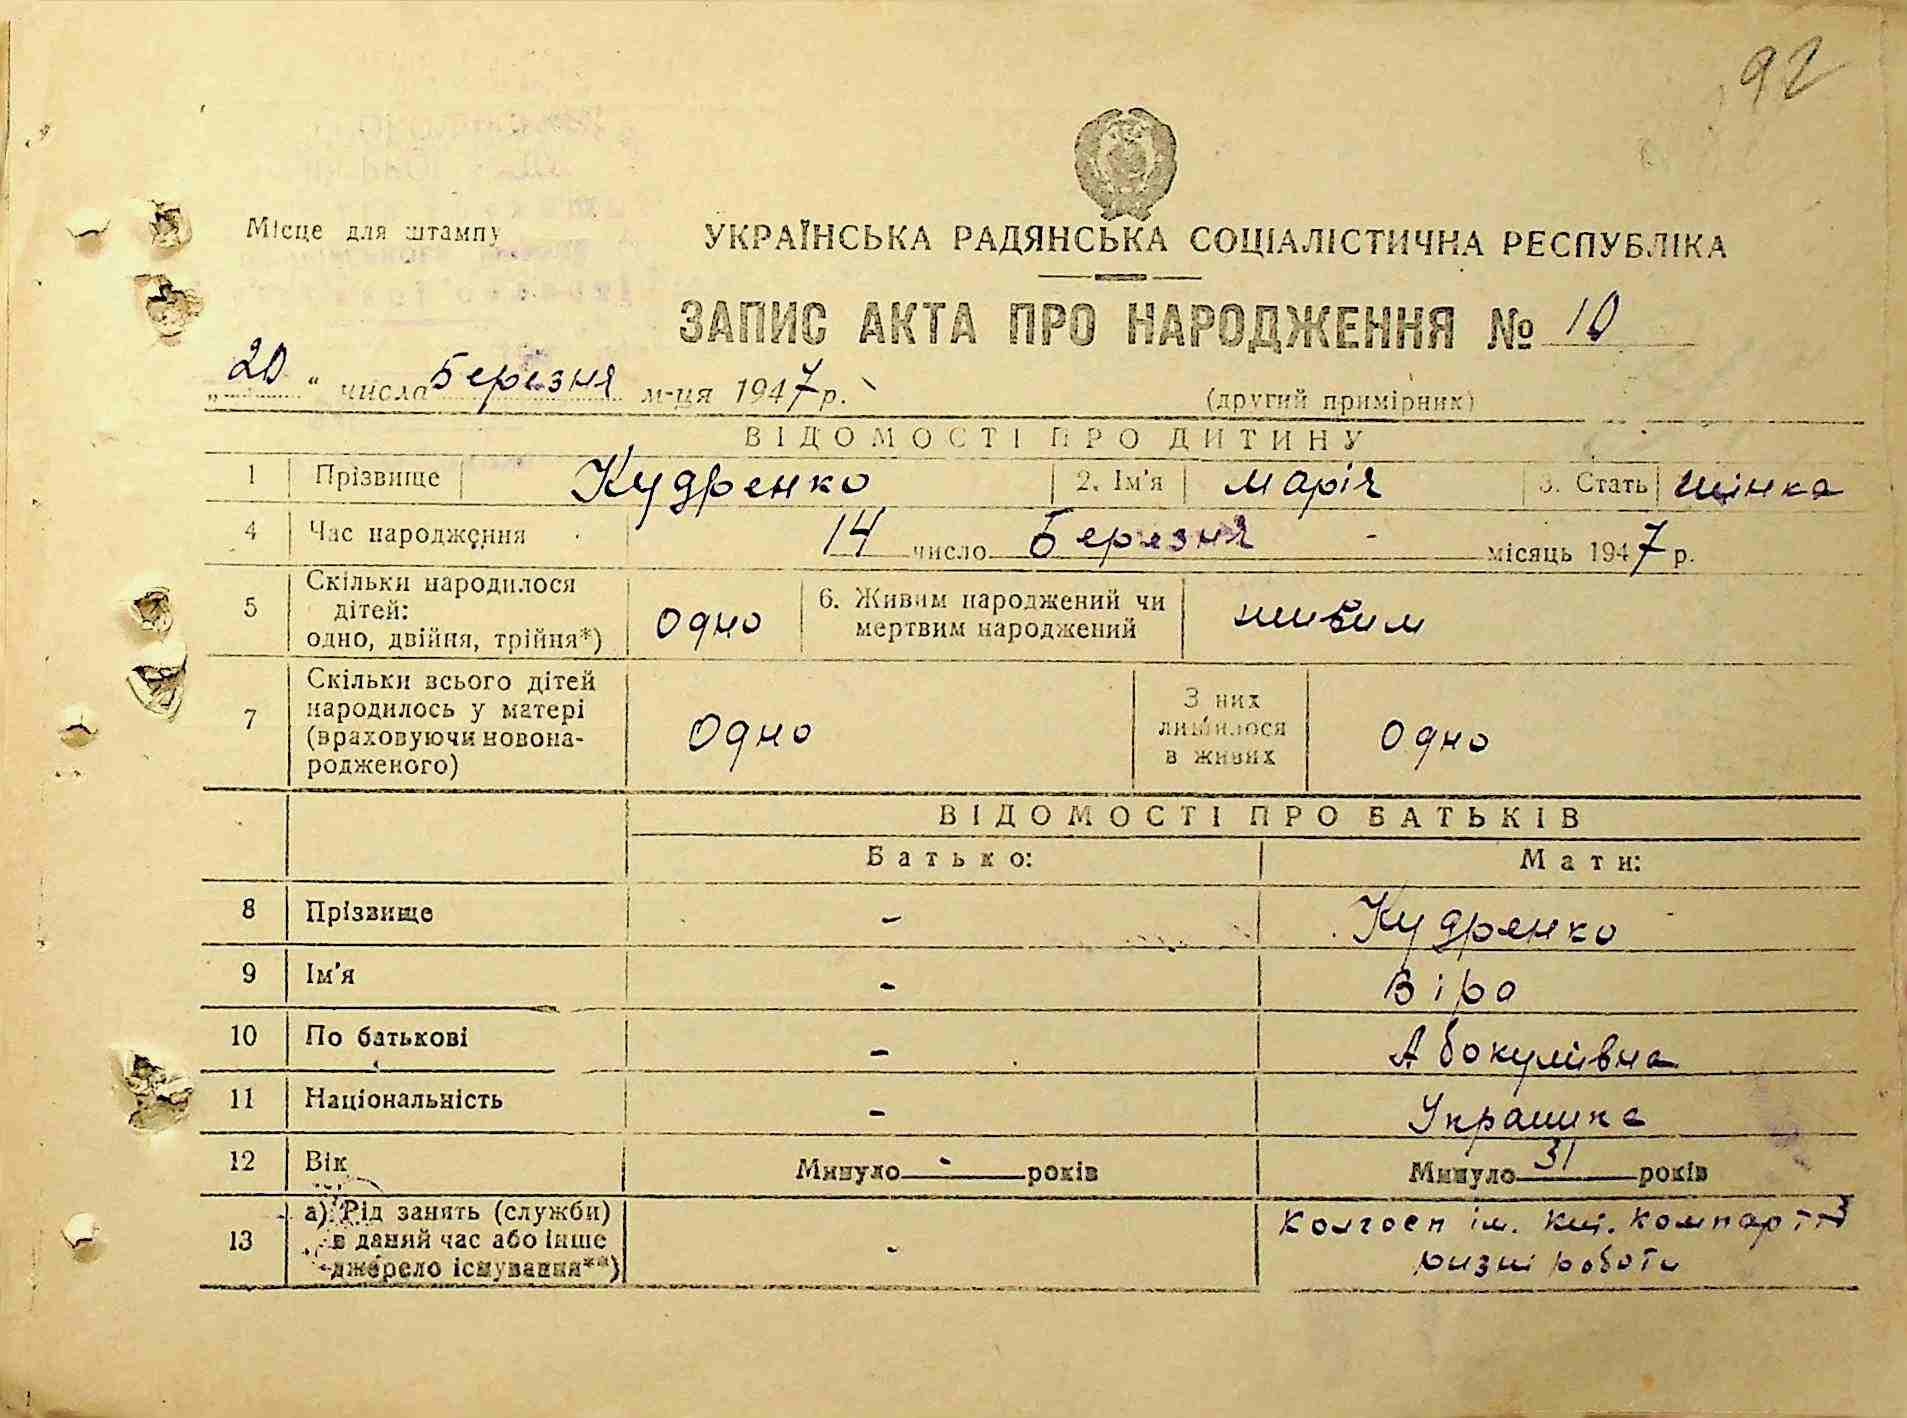 92
Місце для штампу
УКРАЇНСЬКА РАДЯНСЬКА СОЦІАЛІСТИЧНА РЕСПУБЛІКА
ЗАПИС АКТА ПРО НАРОДЖЕННЯ № 10
„20“ числа Березня м-ця 1947 р.
(другий примірник)
ВІДОМОСТІ ПРО ДИТИНУ
1 Прізвище Кудренко 2. Ім'я Марія 3. Стать жінка
4 Час народження 14 число Березня місяць 1947 р.
5 Скільки народилося дітей: одно, двійня, трійня*) Одно 6. Живим народжений чи мертвим народжений живим
7 Скільки всього дітей народилось у матері (враховуючи новонародженого) Одно З них лишилося в живих Одно
ВІДОМОСТІ ПРО БАТЬКІВ
Батько: Мати:
8 Прізвище - Кудренко
9 Ім'я - Віра
10 По батькові -
11 Національність - Українка
12 Вік Минуло - років Минуло 31 років
13 а) Рід занять (служби) в даний час або інше джерело існування**) - Колгосп ім. компартії
різні роботи